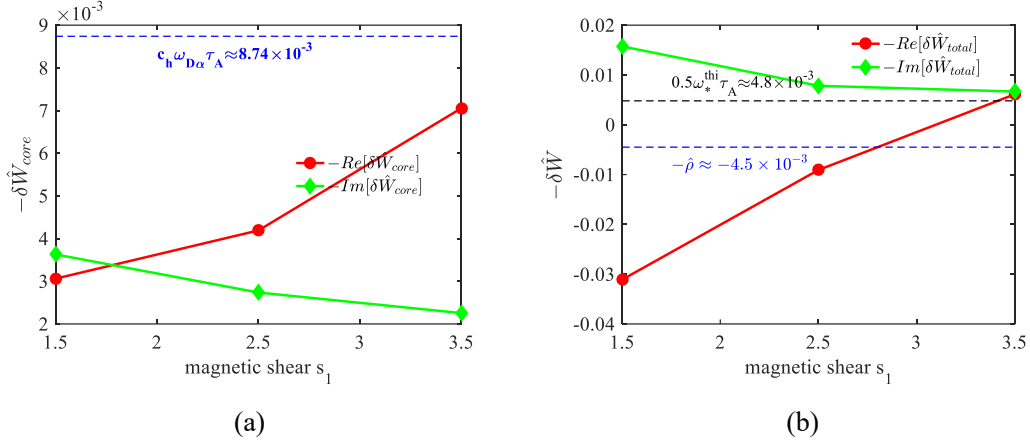 ×10⁻³
9
8
7
6
5
4
3
2
−δŴ_core
c_h ω_Dα τ_A≈8.74×10⁻³
−Re[δŴ_core]
−Im[δŴ_core]
1.5 2 2.5 3 3.5
magnetic shear s₁
(a)
0.02
0.01
0
-0.01
-0.02
-0.03
-0.04
−δŴ
−Re[δŴ_total]
−Im[δŴ_total]
0.5ω_*^thi τ_A≈4.8×10⁻³
−ρ̂ ≈ −4.5 × 10⁻³
1.5 2 2.5 3 3.5
magnetic shear s₁
(b)